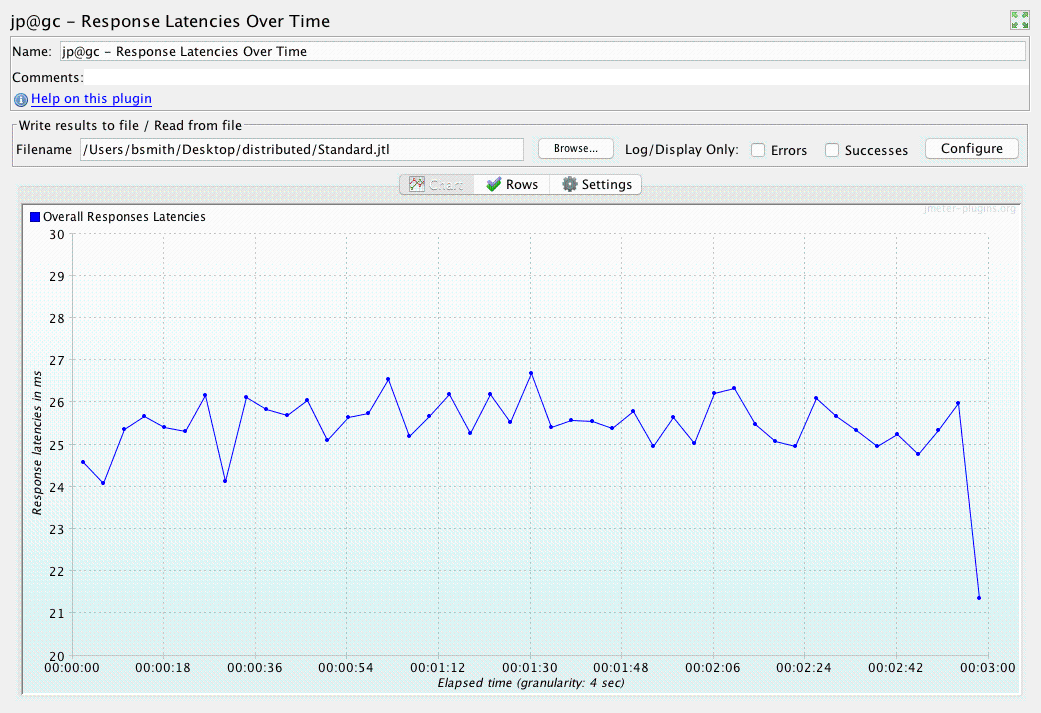 jp@gc - Response Latencies Over Time
Name: jp@gc - Response Latencies Over Time
Comments:
Help on this plugin
Write results to file / Read from file
Filename /Users/bsmith/Desktop/distributed/Standard.jtl Browse... Log/Display Only: Errors Successes Configure
Chart Rows Settings
jmeter-plugins.org
Overall Responses Latencies
30
29
28
27
26
25
24
23
22
21
20
Response latencies in ms
00:00:00 00:00:18 00:00:36 00:00:54 00:01:12 00:01:30 00:01:48 00:02:06 00:02:24 00:02:42 00:03:00
Elapsed time (granularity: 4 sec)